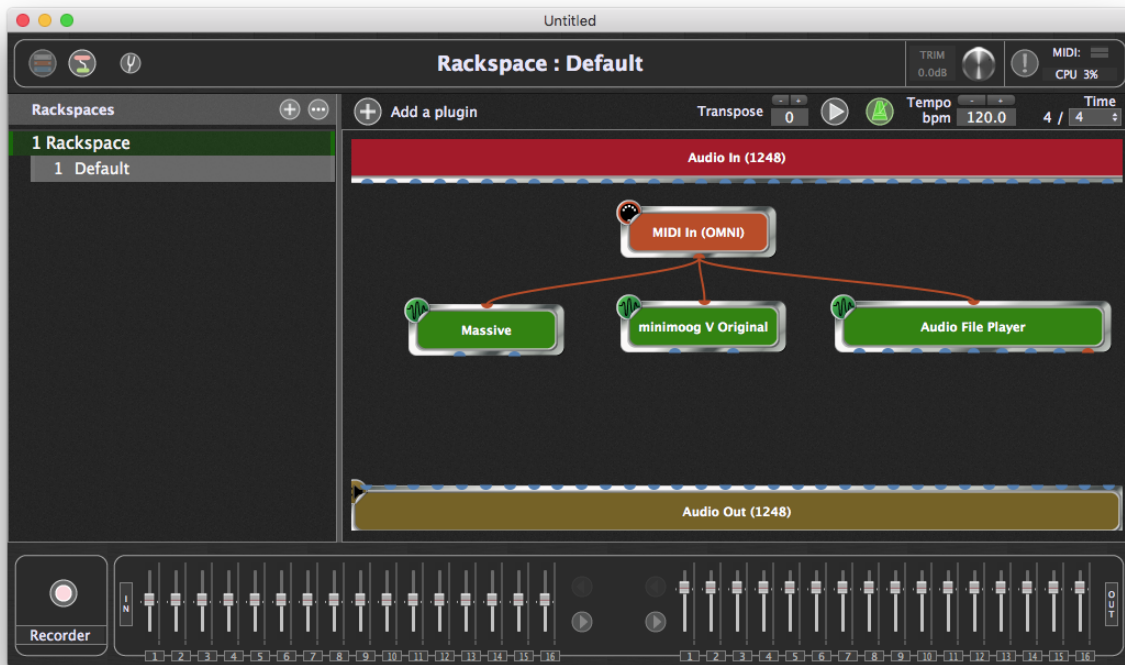 Untitled
Rackspace : Default
TRIM
0.0dB
MIDI:
CPU 3%
Rackspaces
1 Rackspace
1 Default
Add a plugin
Transpose
- +
0
Tempo
bpm
- +
120.0
Time
4 / 4
Audio In (1248)
MIDI In (OMNI)
Massive
minimoog V Original
Audio File Player
Audio Out (1248)
Recorder
IN
1 2 3 4 5 6 7 8 9 10 11 12 13 14 15 16
1 2 3 4 5 6 7 8 9 10 11 12 13 14 15 16
OUT